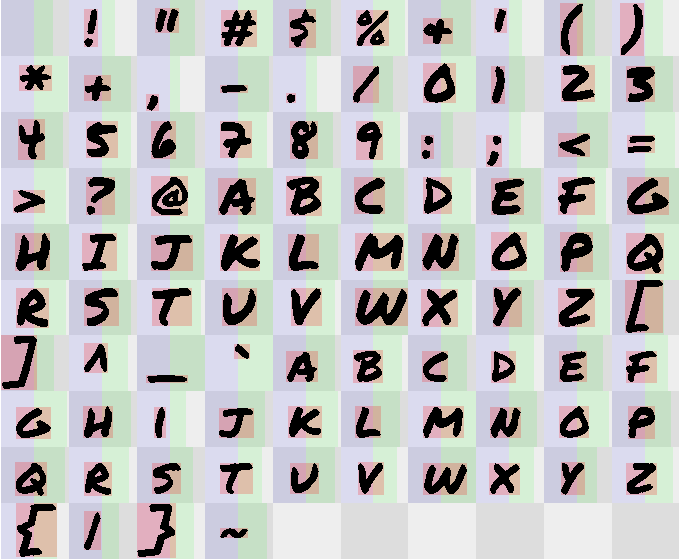 ! " # $ % & ' ( )
* + , - . / 0 1 2 3
4 5 6 7 8 9 : ; < =
> ? @ A B C D E F G
H I J K L M N O P Q
R S T U V W X Y Z [
] ^ _ ` A B C D E F
G H I J K L M N O P
Q R S T U V W X Y Z
{ | } ~